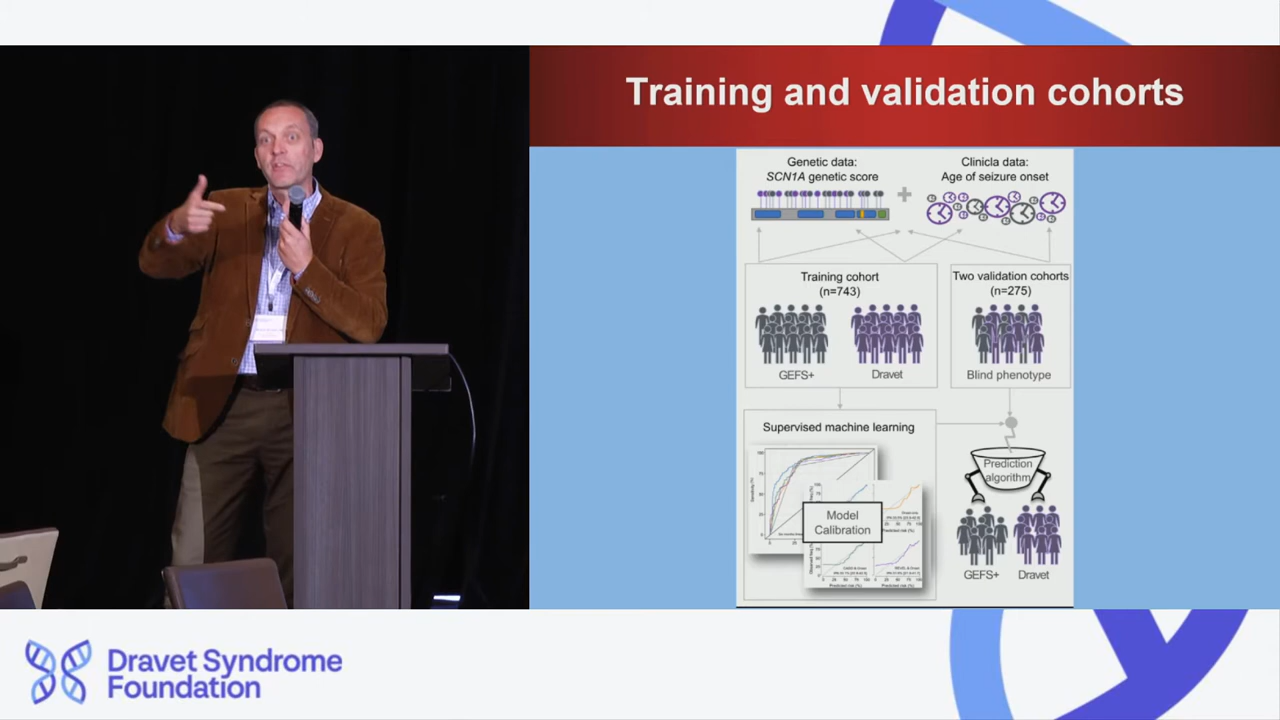 Training and validation cohorts
Genetic data:
SCN1A genetic score
Clinicla data:
Age of seizure onset
Training cohort
(n=743)
GEFS+
Dravet
Two validation cohorts
(n=275)
Blind phenotype
Supervised machine learning
Model
Calibration
Prediction
algorithm
GEFS+
Dravet
Dravet Syndrome
Foundation